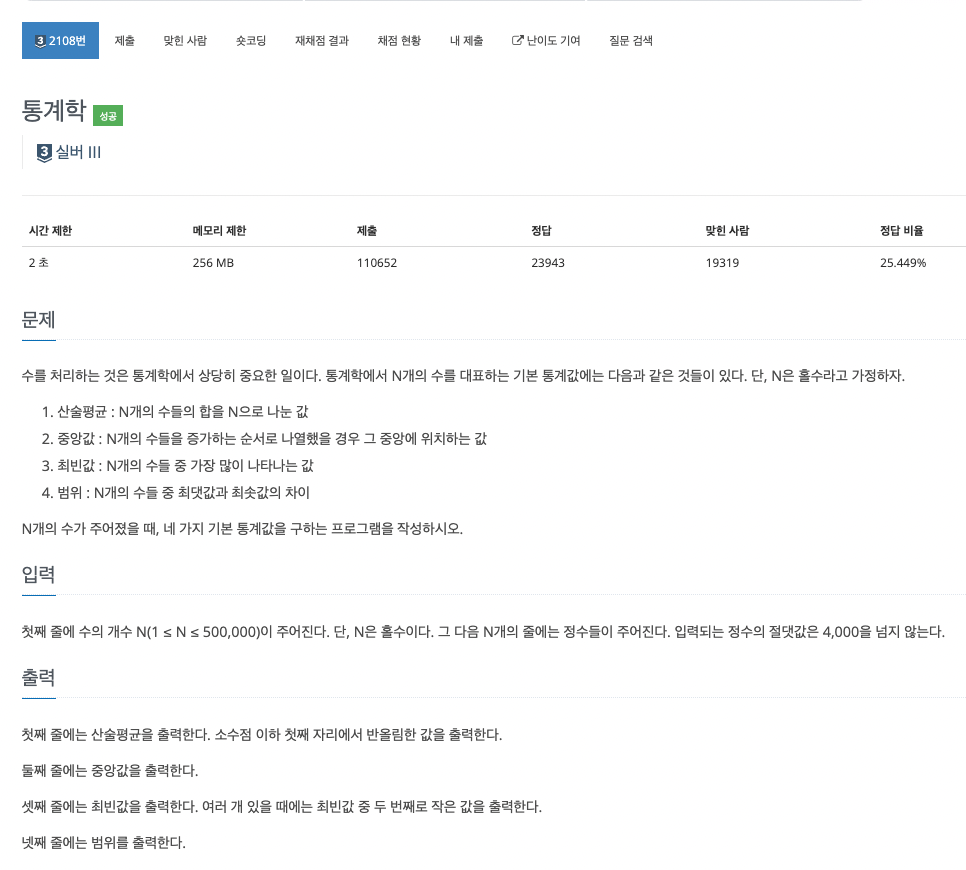 3 2108번 제출 맞힌 사람 숏코딩 재채점 결과 채점 현황 내 제출 난이도 기여 질문 검색
통계학 성공
3 실버 III
시간 제한 메모리 제한 제출 정답 맞힌 사람 정답 비율
2 초 256 MB 110652 23943 19319 25.449%
문제
수를 처리하는 것은 통계학에서 상당히 중요한 일이다. 통계학에서 N개의 수를 대표하는 기본 통계값에는 다음과 같은 것들이 있다. 단, N은 홀수라고 가정하자.
1. 산술평균 : N개의 수들의 합을 N으로 나눈 값
2. 중앙값 : N개의 수들을 증가하는 순서로 나열했을 경우 그 중앙에 위치하는 값
3. 최빈값 : N개의 수들 중 가장 많이 나타나는 값
4. 범위 : N개의 수들 중 최댓값과 최솟값의 차이
N개의 수가 주어졌을 때, 네 가지 기본 통계값을 구하는 프로그램을 작성하시오.
입력
첫째 줄에 수의 개수 N(1 ≤ N ≤ 500,000)이 주어진다. 단, N은 홀수이다. 그 다음 N개의 줄에는 정수들이 주어진다. 입력되는 정수의 절댓값은 4,000을 넘지 않는다.
출력
첫째 줄에는 산술평균을 출력한다. 소수점 이하 첫째 자리에서 반올림한 값을 출력한다.
둘째 줄에는 중앙값을 출력한다.
셋째 줄에는 최빈값을 출력한다. 여러 개 있을 때에는 최빈값 중 두 번째로 작은 값을 출력한다.
넷째 줄에는 범위를 출력한다.